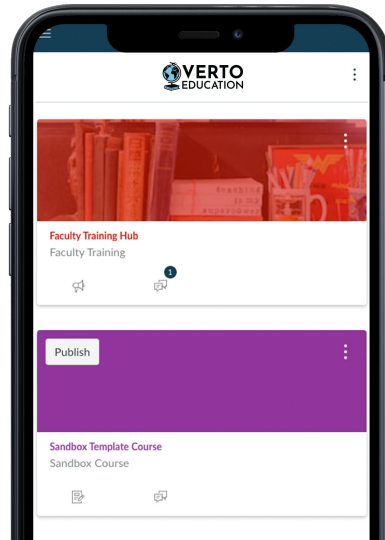 VERTO
EDUCATION
Faculty Training Hub
Faculty Training
1
Publish
Sandbox Template Course
Sandbox Course